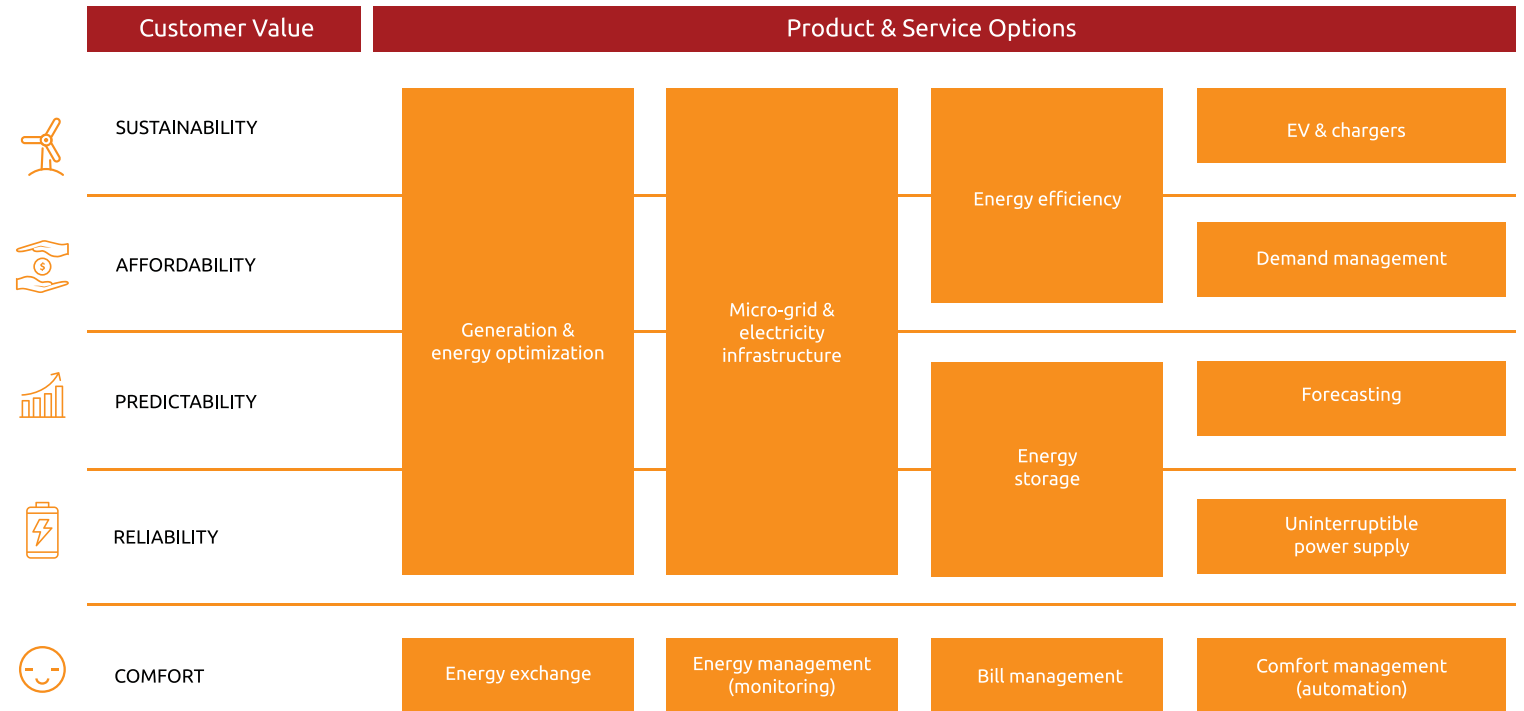 Customer Value
Product & Service Options
SUSTAINABILITY
EV & chargers
Energy efficiency
AFFORDABILITY
Demand management
$
Generation &
energy optimization
Micro-grid &
electricity
infrastructure
PREDICTABILITY
Forecasting
Energy
storage
RELIABILITY
Uninterruptible
power supply
COMFORT
Energy exchange
Energy management
(monitoring)
Bill management
Comfort management
(automation)